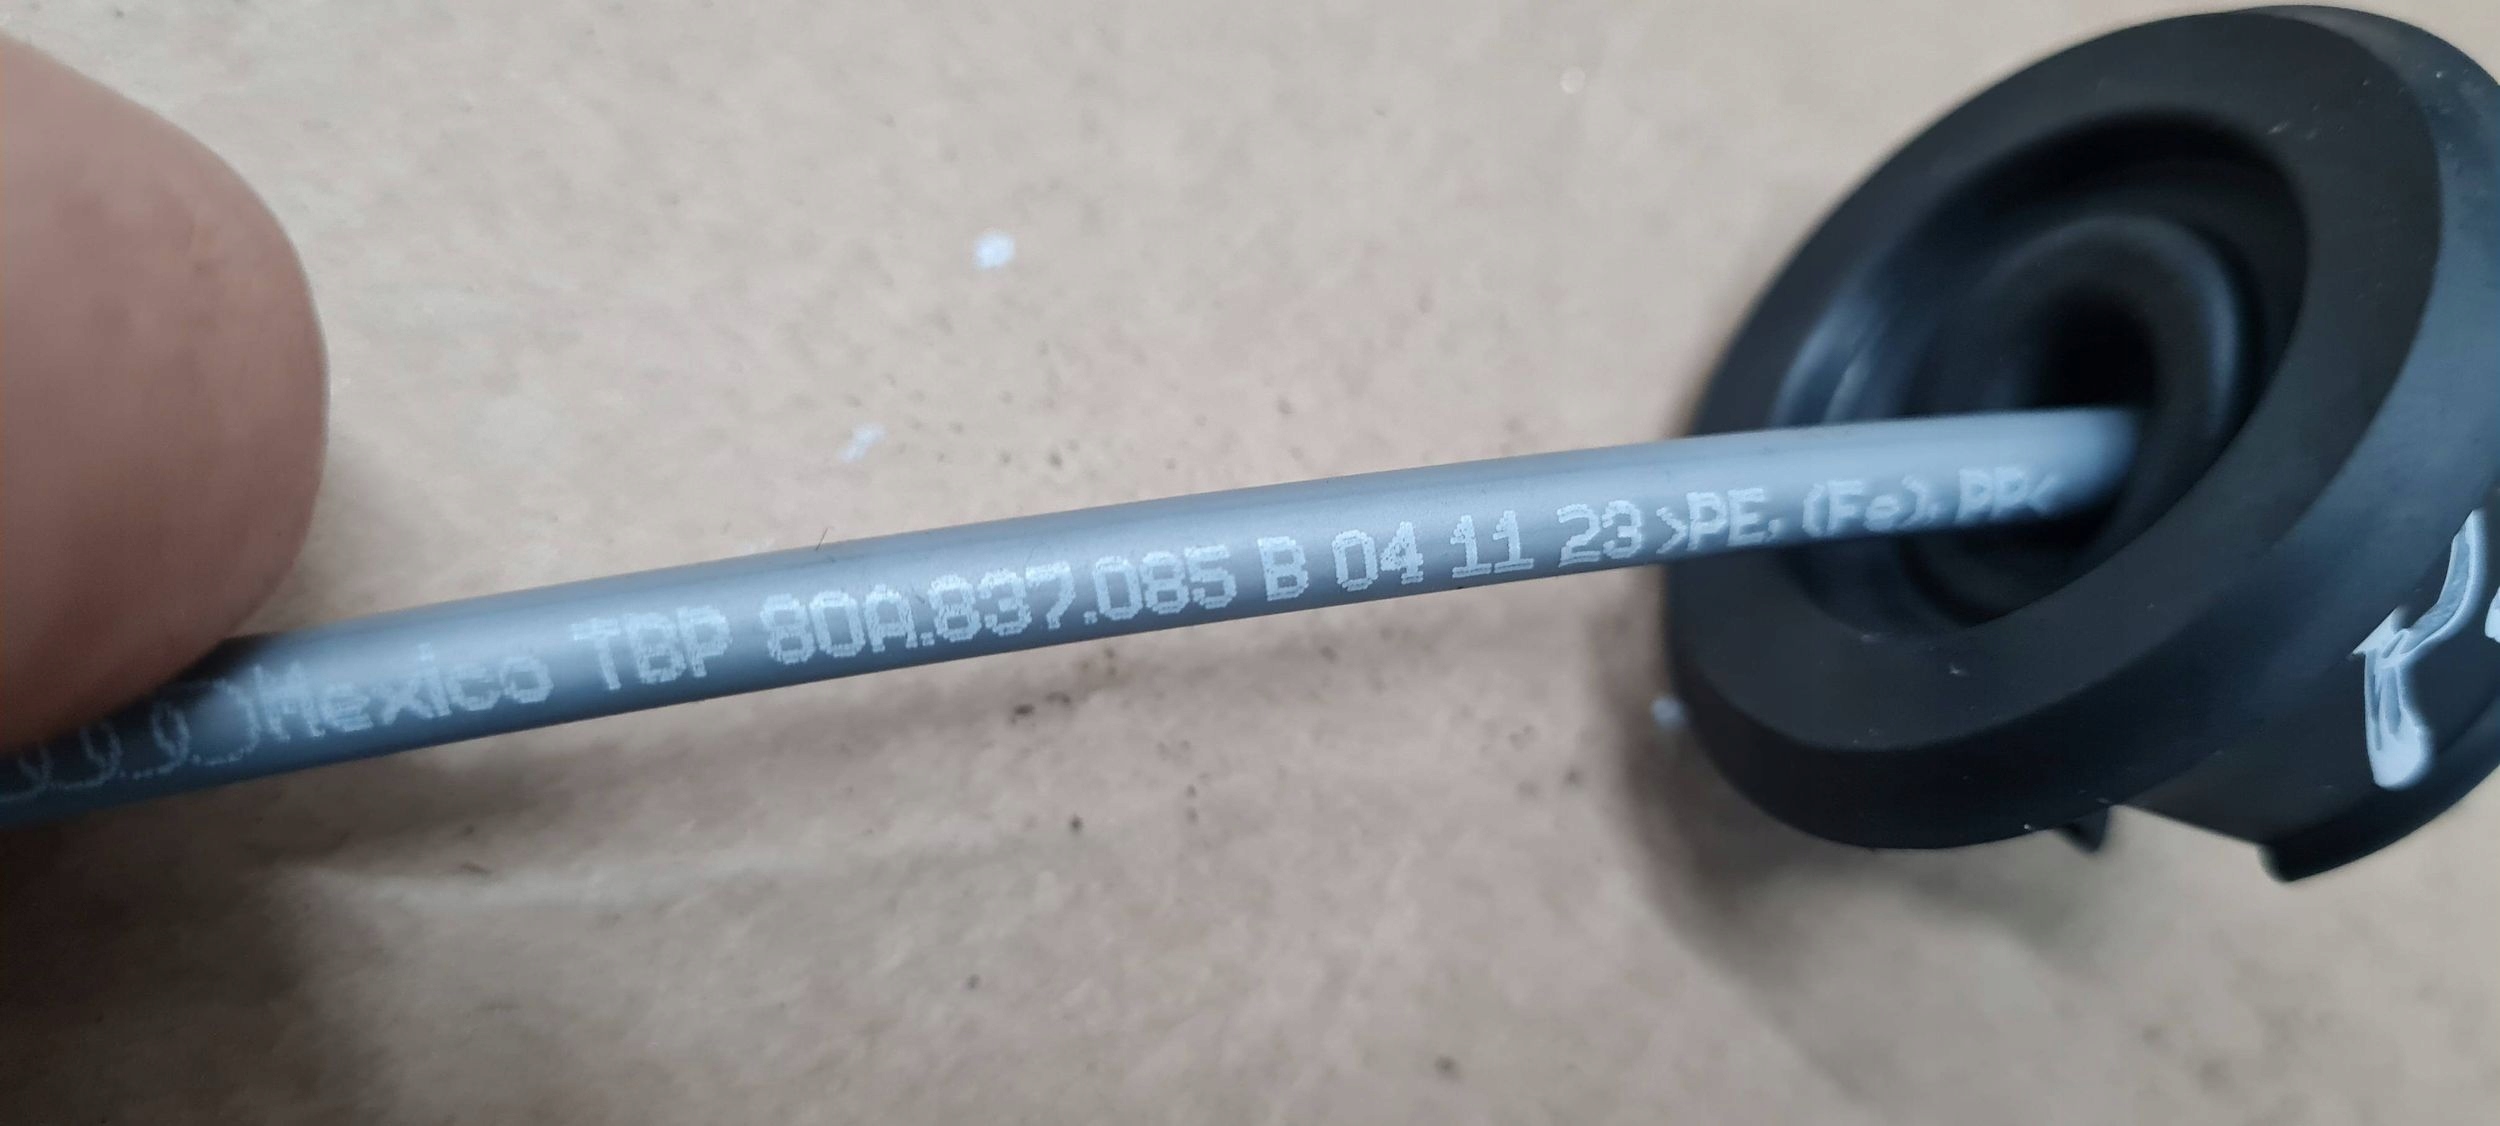 Mexico TBP 80A.837.085 B 04 11 23 >PE, (Fe), PP<